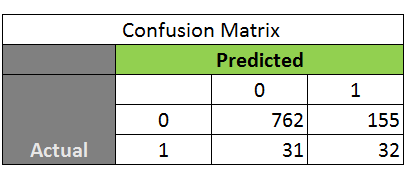 Confusion Matrix
Predicted
0 1
0 762 155
Actual 1 31 32